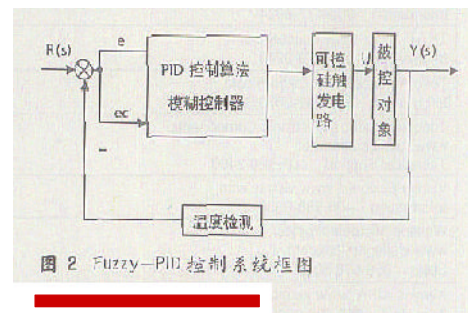 R(s)
e
PID 控制算法
模糊控制器
ec
-
可控
硅触
发电
路
U
被
控
对
象
Y(s)
温度检测
图 2 Fuzzy-PID 控制系统框图